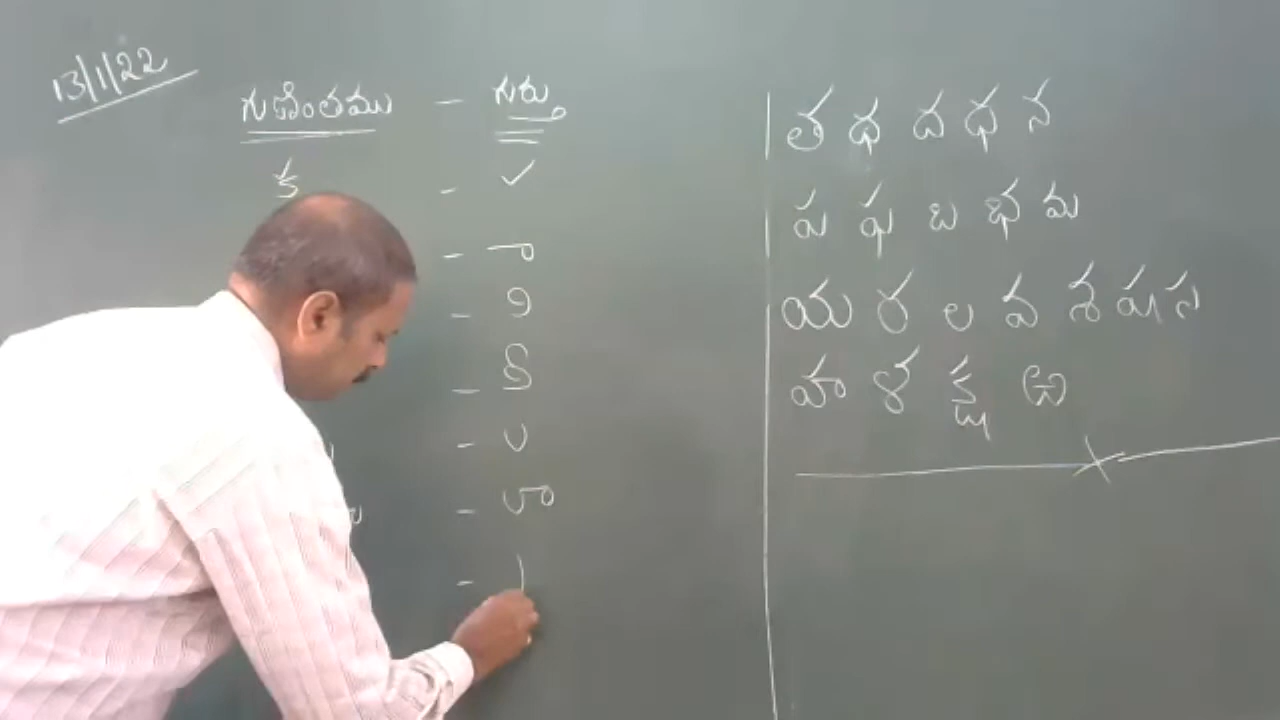 13/1/22
గుణింతము - గుర్తు
క - ✓
- ా
- ి
- ీ
- ు
- ూ
-
త థ ద ధ న
ప ఫ బ భ మ
య ర ల వ శ ష స
హ ళ క్ష ఱ